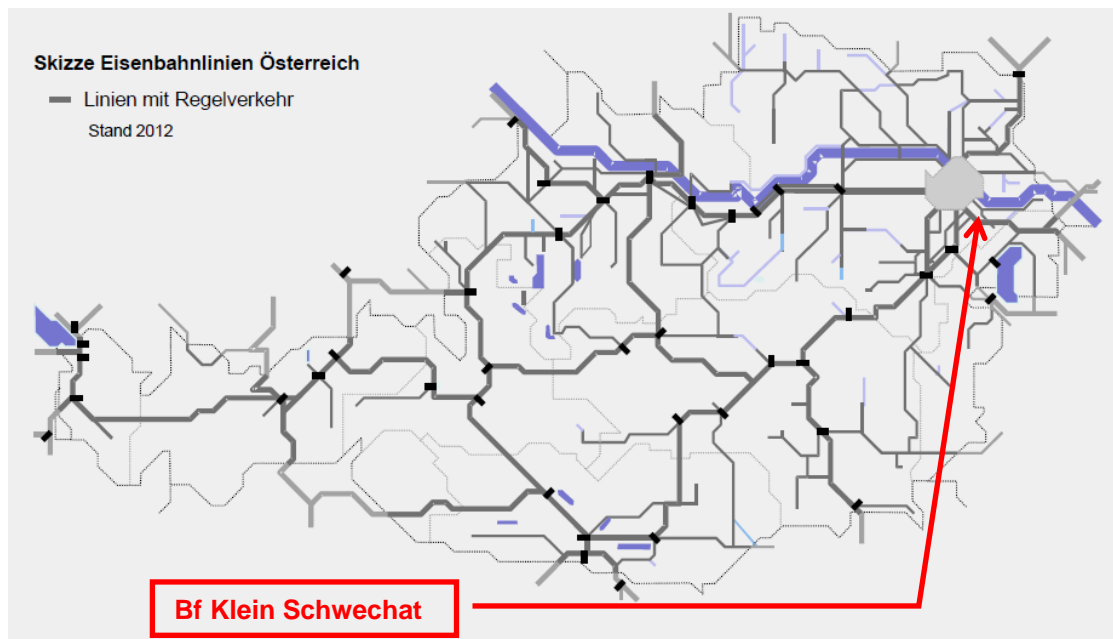 Skizze Eisenbahnlinien Österreich
Linien mit Regelverkehr
Stand 2012
Bf Klein Schwechat